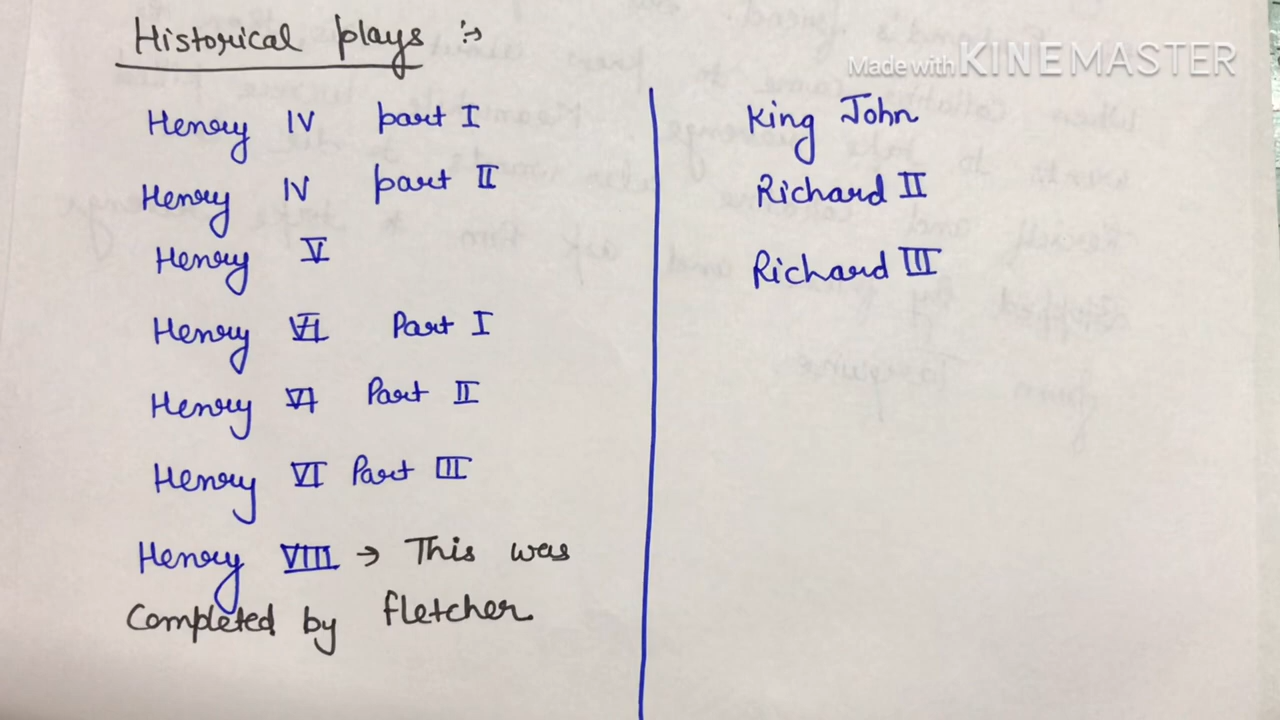 Historical plays :-
Made with KINEMASTER
Henry IV part I
Henry IV part II
Henry V
Henry VI Part I
Henry VI Part II
Henry VI Part III
Henry VIII → This was
Completed by fletcher.
King John
Richard II
Richard III